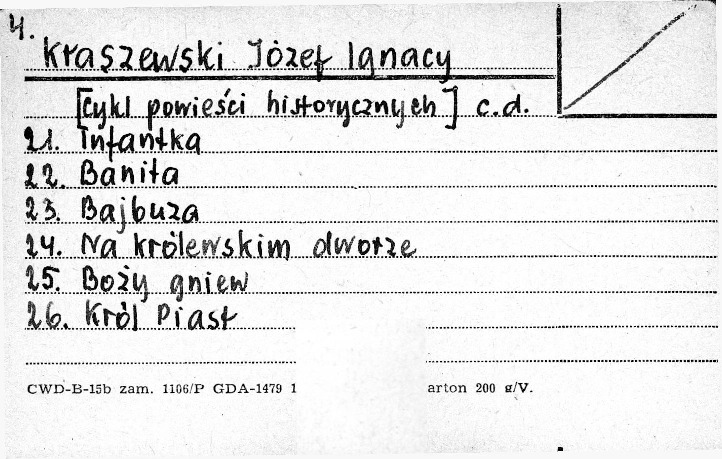 4.
Kraszewski Józef Ignacy
[Cykl powieści historycznych] c.d.
21. Infantka
22. Banita
23. Bajbuza
24. Na królewskim dworze
25. Boży gniew
26. Król Piast
CWD-B-15b zam. 1106/P GDA-1479 1 arton 200 g/V.